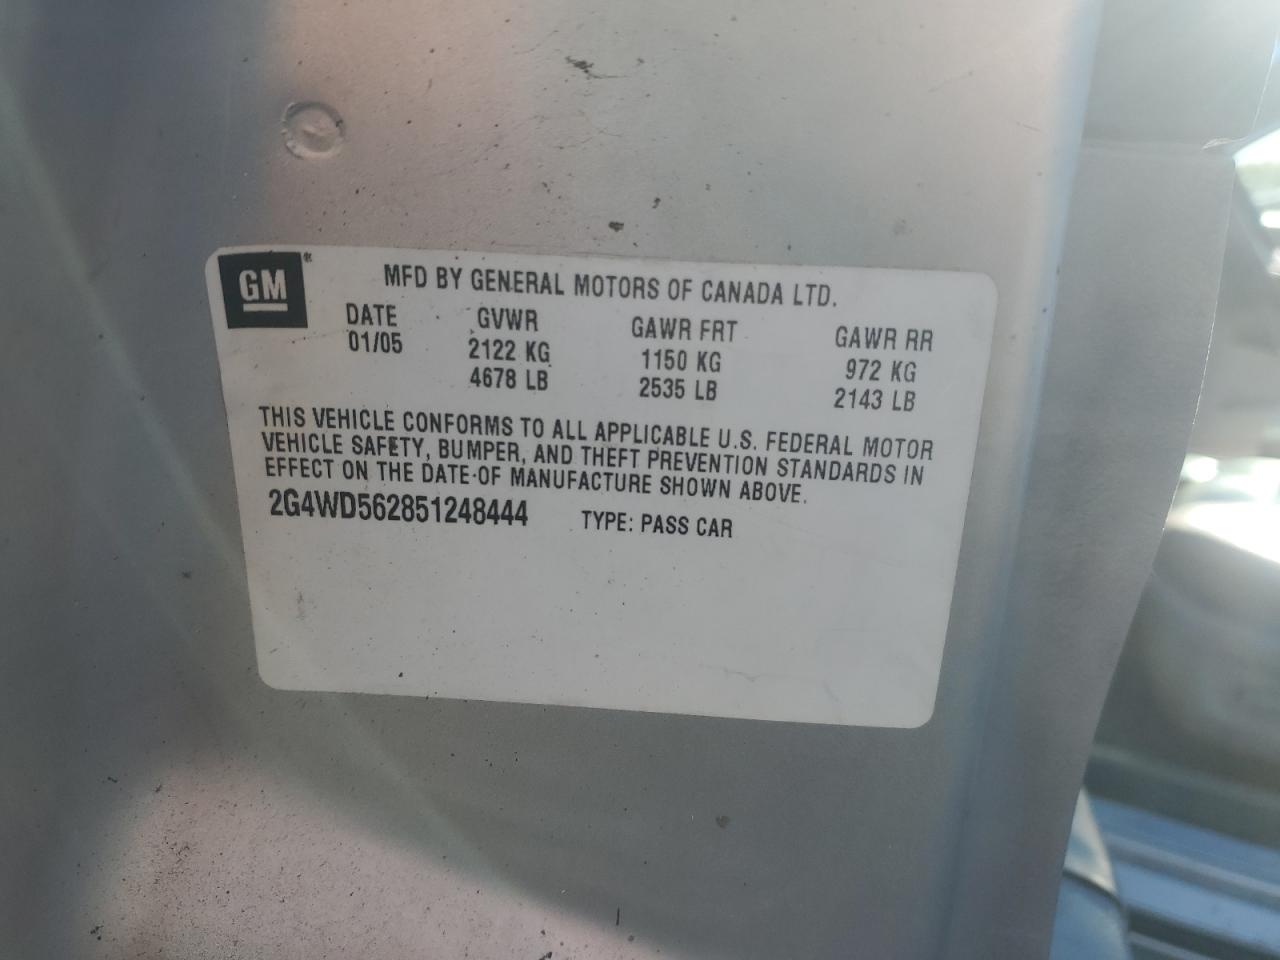 GM®
MFD BY GENERAL MOTORS OF CANADA LTD.
DATE GVWR GAWR FRT GAWR RR
01/05 2122 KG 1150 KG 972 KG
4678 LB 2535 LB 2143 LB
THIS VEHICLE CONFORMS TO ALL APPLICABLE U.S. FEDERAL MOTOR
VEHICLE SAFETY, BUMPER, AND THEFT PREVENTION STANDARDS IN
EFFECT ON THE DATE OF MANUFACTURE SHOWN ABOVE.
2G4WD562851248444 TYPE: PASS CAR